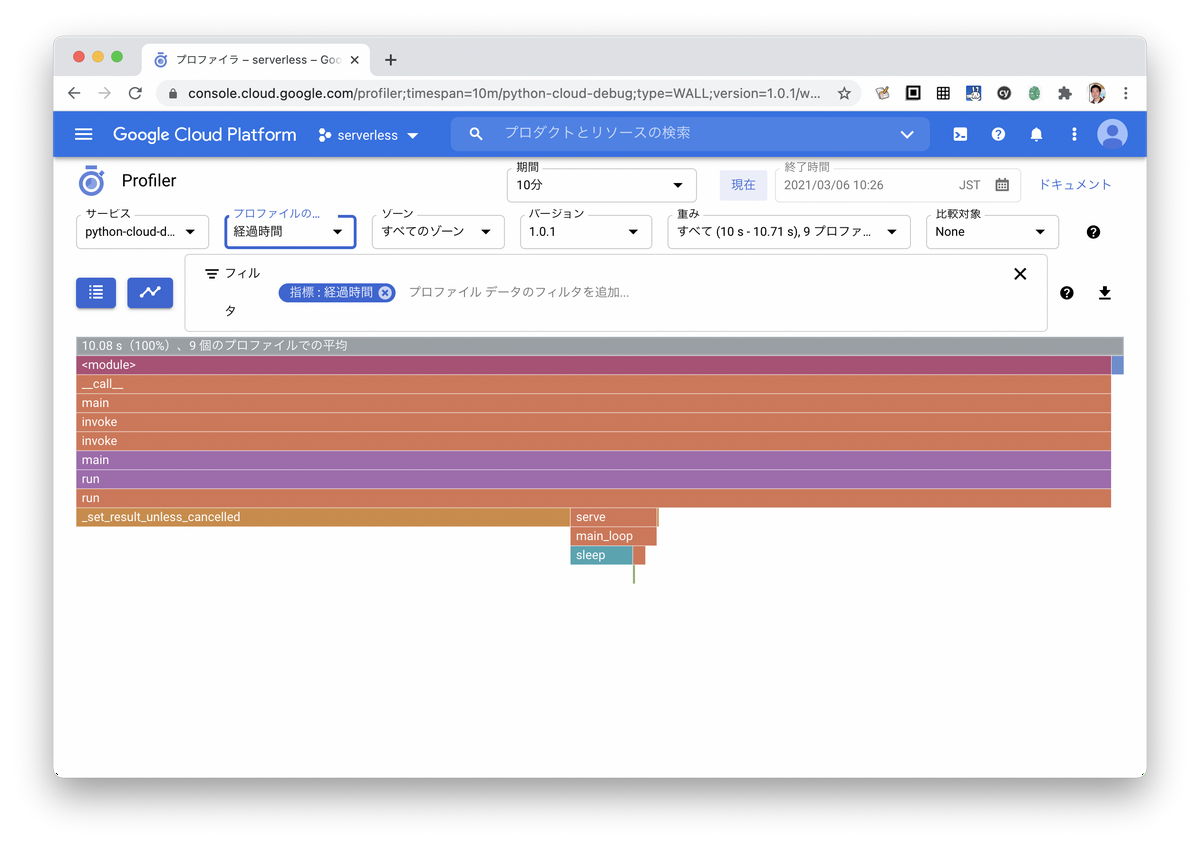 プロファイラ – serverless – Goo
console.cloud.google.com/profiler;timespan=10m/python-cloud-debug;type=WALL;version=1.0.1/w...
Google Cloud Platform
serverless
プロダクトとリソースの検索
Profiler
期間
10分
現在
終了時間
2021/03/06 10:26
JST
ドキュメント
サービス
python-cloud-d...
プロファイルの...
経過時間
ゾーン
すべてのゾーン
バージョン
1.0.1
重み
すべて (10 s - 10.71 s), 9 プロファ...
比較対象
None
フィル
タ
指標 : 経過時間
プロファイル データのフィルタを追加...
10.08 s（100%）、9 個のプロファイルでの平均
<module>
__call__
main
invoke
invoke
main
run
run
_set_result_unless_cancelled
serve
main_loop
sleep